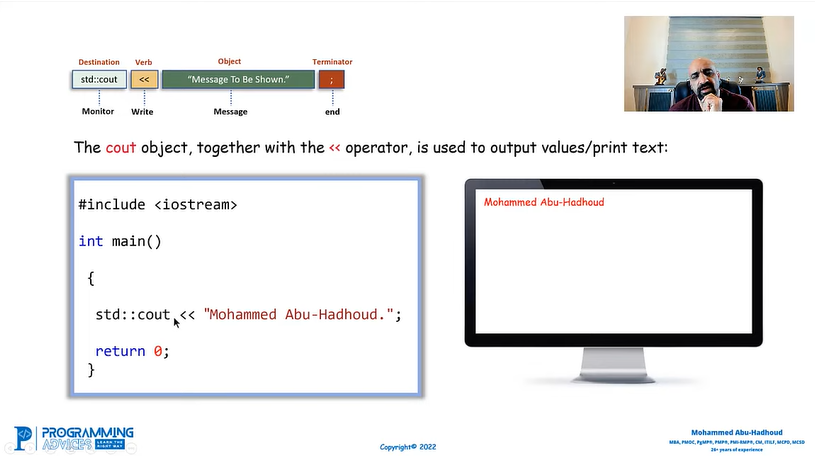 Destination Verb Object Terminator
std::cout << “Message To Be Shown.” ;
Monitor Write Message end
The cout object, together with the << operator, is used to output values/print text:
#include <iostream>
int main()
{
std::cout << "Mohammed Abu-Hadhoud.";
return 0;
}
Mohammed Abu-Hadhoud
PROGRAMMING
ADVICES LEARN THE RIGHT WAY
Copyright© 2022
Mohammed Abu-Hadhoud
MBA, PMOC, PgMP®, PMP®, PMI-RMP®, CM, ITILF, MCPD, MCSD
26+ years of experience